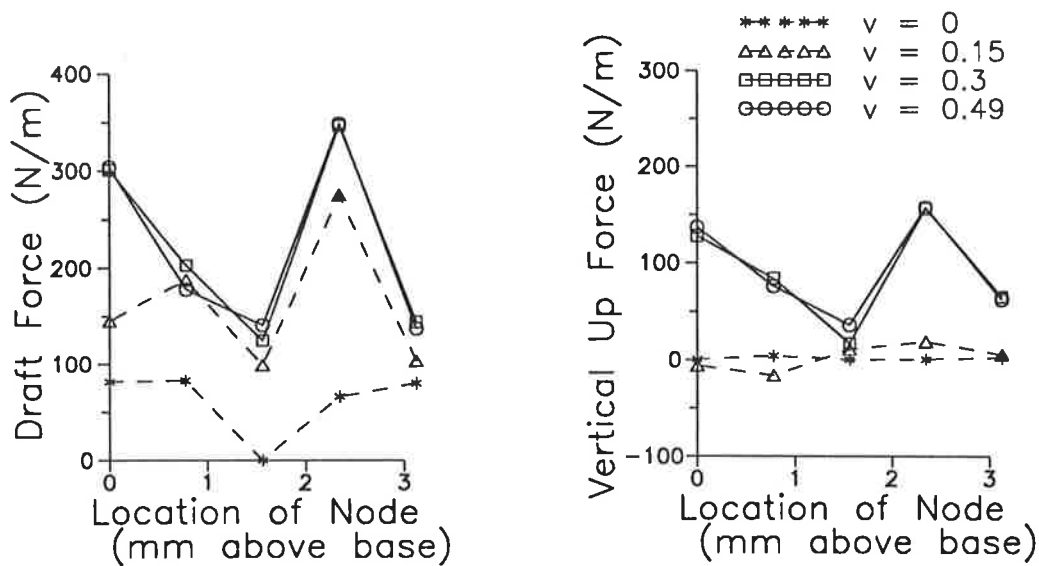 v = 0
v = 0.15
v = 0.3
v = 0.49
Draft Force (N/m)
400
300
200
100
0
0 1 2 3
Location of Node
(mm above base)
Vertical Up Force (N/m)
300
200
100
0
-100
0 1 2 3
Location of Node
(mm above base)